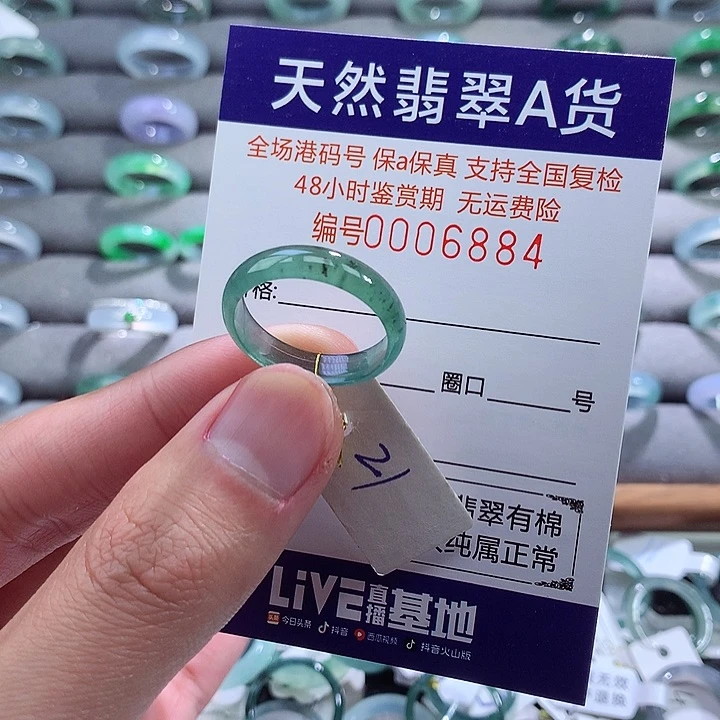 天然翡翠A货
全场港码号 保a保真 支持全国复检
48小时鉴赏期 无运费险
编号0006884
格:
圈口 号
21
翡翠有棉
纯属正常
LiVE直播基地
今日头条 抖音 西瓜视频 抖音火山版